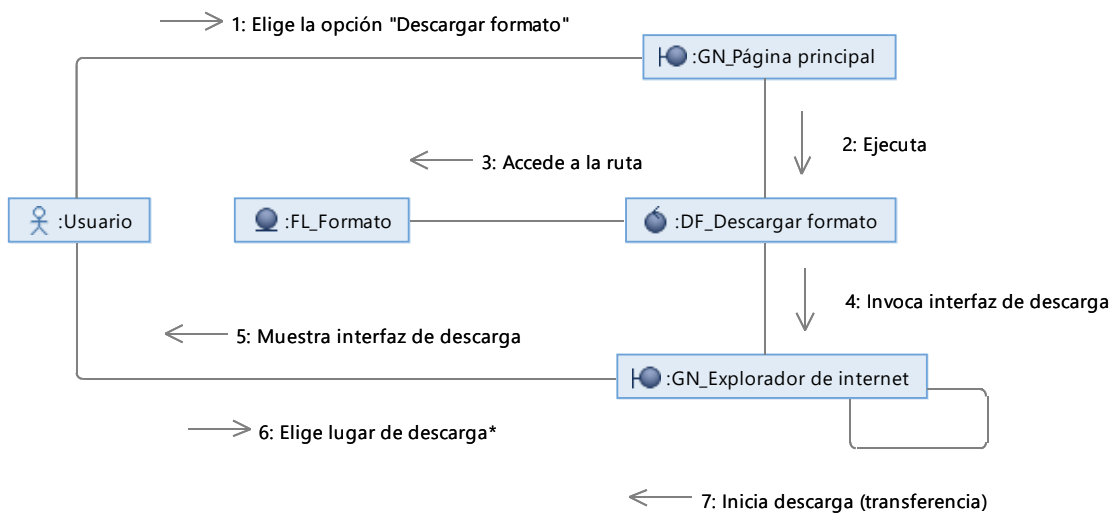 1: Elige la opción "Descargar formato"
:GN_Página principal
2: Ejecuta
3: Accede a la ruta
:Usuario
:FL_Formato
:DF_Descargar formato
4: Invoca interfaz de descarga
5: Muestra interfaz de descarga
:GN_Explorador de internet
6: Elige lugar de descarga*
7: Inicia descarga (transferencia)